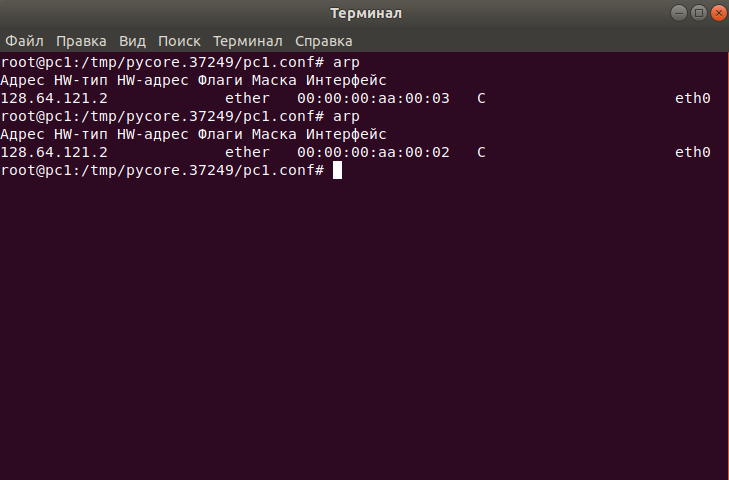 Терминал
Файл Правка Вид Поиск Терминал Справка
root@pc1:/tmp/pycore.37249/pc1.conf# arp
Адрес HW-тип HW-адрес Флаги Маска Интерфейс
128.64.121.2 ether 00:00:00:aa:00:03 C eth0
root@pc1:/tmp/pycore.37249/pc1.conf# arp
Адрес HW-тип HW-адрес Флаги Маска Интерфейс
128.64.121.2 ether 00:00:00:aa:00:02 C eth0
root@pc1:/tmp/pycore.37249/pc1.conf#